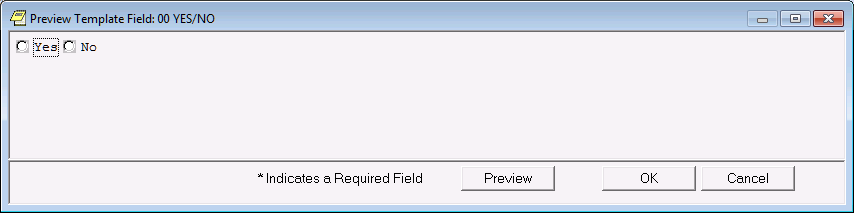 Preview Template Field: 00 YES/NO
Yes No
* Indicates a Required Field Preview OK Cancel